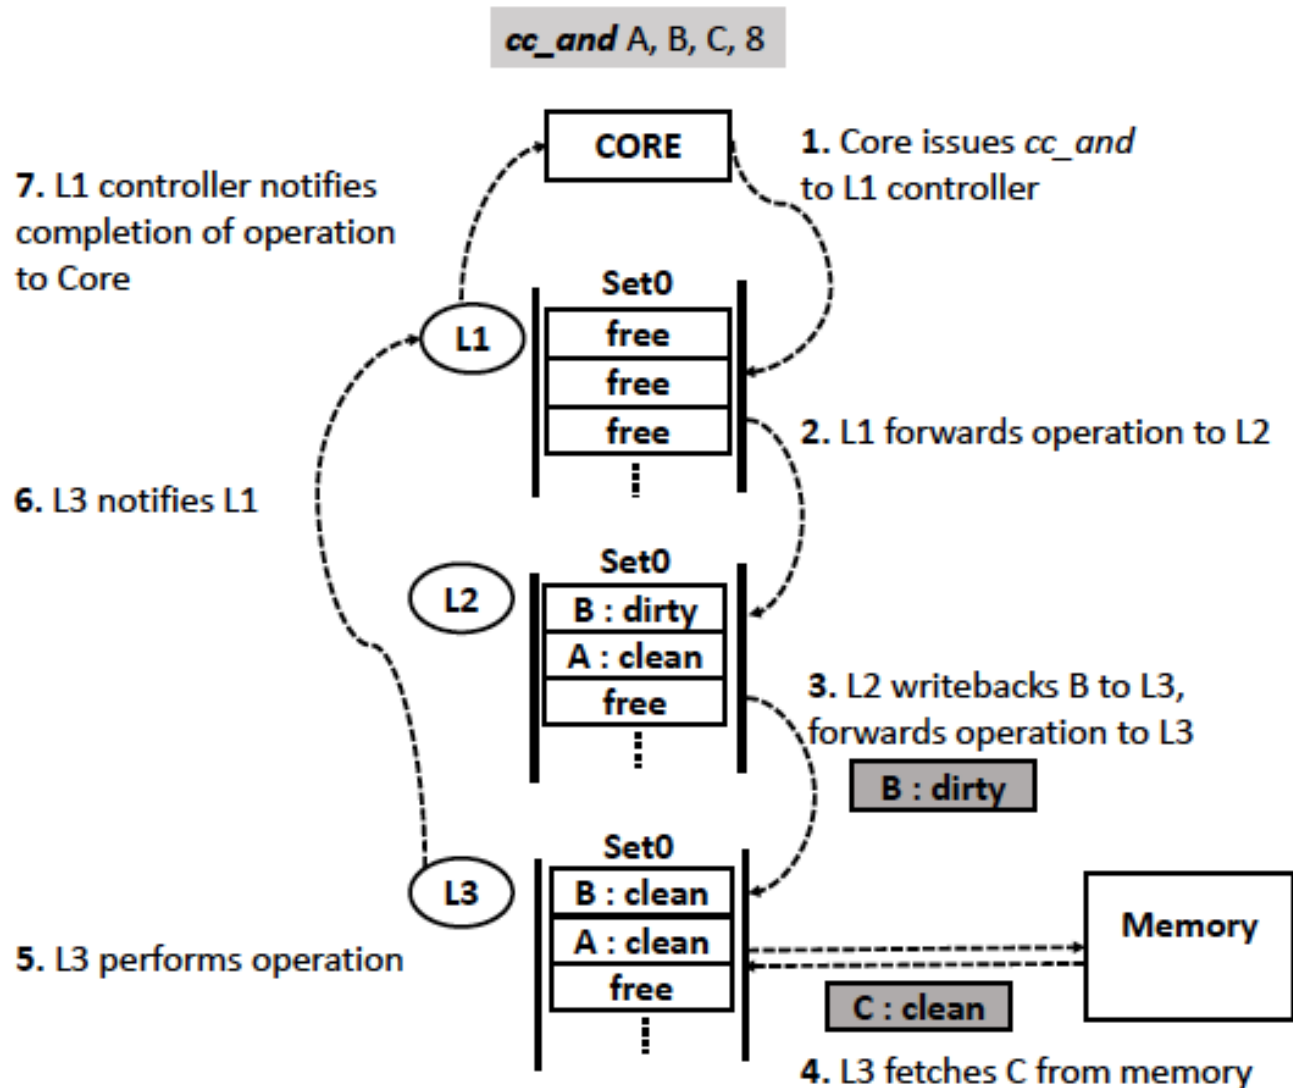 cc_and A, B, C, 8
CORE
1. Core issues cc_and
to L1 controller
7. L1 controller notifies
completion of operation
to Core
Set0
L1
free
free
free
2. L1 forwards operation to L2
6. L3 notifies L1
Set0
L2
B : dirty
A : clean
free
3. L2 writebacks B to L3,
forwards operation to L3
B : dirty
Set0
L3
B : clean
A : clean
free
Memory
5. L3 performs operation
C : clean
4. L3 fetches C from memory